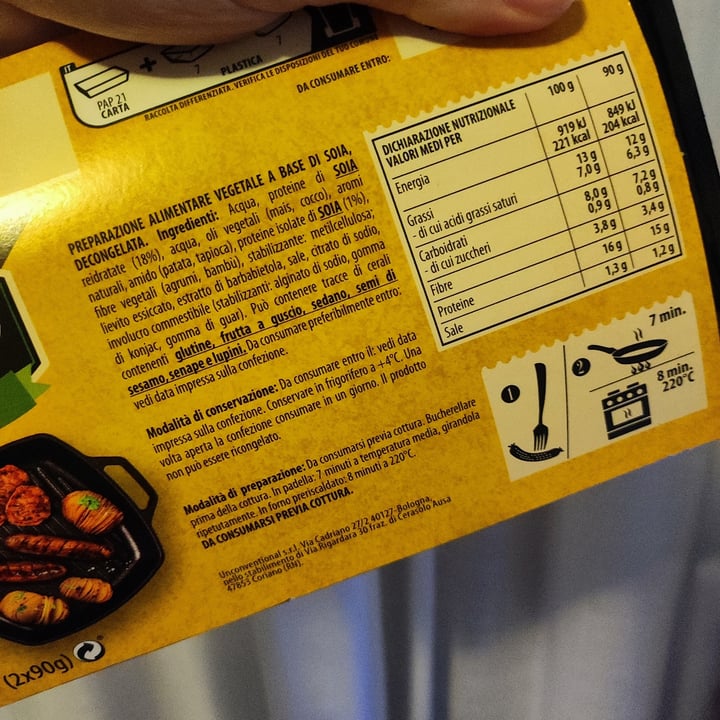 IT
PAP 21
CARTA
+
7
PLASTICA
7
RACCOLTA DIFFERENZIATA. VERIFICA LE DISPOSIZIONI DEL TUO COMUNE
DA CONSUMARE ENTRO:
PREPARAZIONE ALIMENTARE VEGETALE A BASE DI SOIA,
DECONGELATA. Ingredienti: Acqua, proteine di SOIA
reidratate (18%), acqua, oli vegetali (mais, cocco), aromi
naturali, amido (patata, tapioca), proteine isolate di SOIA (1%),
fibre vegetali (agrumi, bambù), stabilizzante: metilcellulosa;
lievito essiccato, estratto di barbabietola, sale, citrato di sodio,
involucro commestibile (stabilizzanti: alginato di sodio, gomma
di konjac, gomma di guar). Può contenere tracce di cerali
contenenti glutine, frutta a guscio, sedano, semi di
sesamo, senape e lupini. Da consumare preferibilmente entro:
vedi data impressa sulla confezione.
Modalità di conservazione: Da consumare entro il: vedi data
impressa sulla confezione. Conservare in frigorifero a +4°C. Una
volta aperta la confezione consumare in un giorno. Il prodotto
non può essere ricongelato.
Modalità di preparazione: Da consumarsi previa cottura. Bucherellare
prima della cottura. In padella: 7 minuti a temperatura media, girandola
ripetutamente. In forno preriscaldato: 8 minuti a 220°C.
DA CONSUMARSI PREVIA COTTURA.
Unconventional s.r.l. Via Cadriano 27/2 40127-Bologna,
nello stabilimento di Via Rigardara 30 fraz. di Cerasolo Ausa
47853 Coriano (RN).
DICHIARAZIONE NUTRIZIONALE
VALORI MEDI PER 100 g 90 g
Energia 919 kJ 849 kJ
221 kcal 204 kcal
Grassi 13 g 12 g
- di cui acidi grassi saturi 7,0 g 6,3 g
Carboidrati 8,0 g 7,2 g
- di cui zuccheri 0,9 g 0,8 g
Fibre 3,8 g 3,4 g
Proteine 16 g 15 g
Sale 1,3 g 1,2 g
1
2
7 min.
8 min.
220°C
(2x90g)